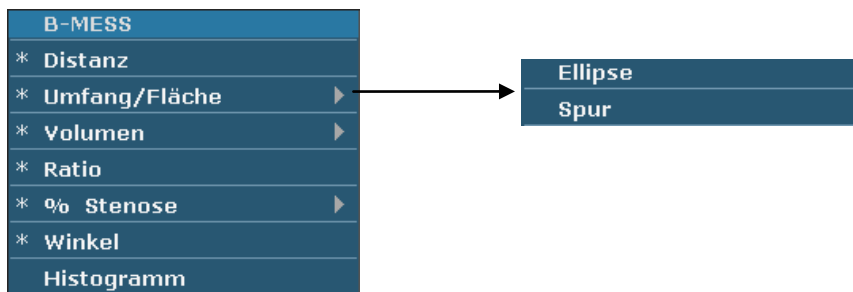 B-MESS
* Distanz
* Umfang/Fläche
* Volumen
* Ratio
* % Stenose
* Winkel
Histogramm
Ellipse
Spur